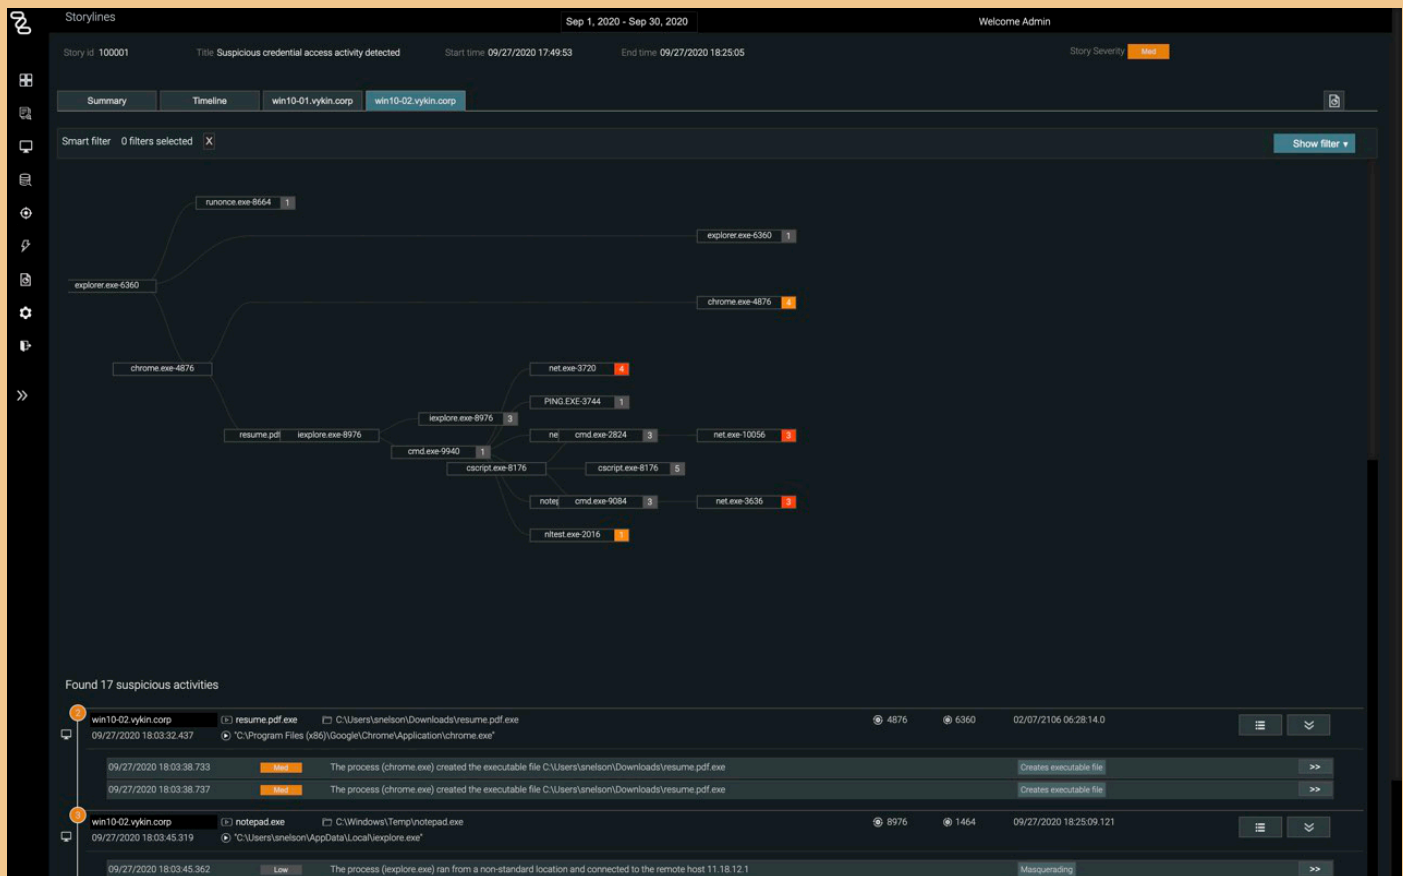 Storylines
Sep 1, 2020 - Sep 30, 2020
Welcome Admin
Story id 100001 Title Suspicious credential access activity detected Start time 09/27/2020 17:49:53 End time 09/27/2020 18:25:05 Story Severity Med
Summary Timeline win10-01.vykin.corp win10-02.vykin.corp
Smart filter 0 filters selected X Show filter
runonce.exe-8664 1
explorer.exe-6360 1
explorer.exe-6360
chrome.exe-4876 4
chrome.exe-4876 net.exe-3720 4
PING.EXE-3744 1
iexplore.exe-8976 3
resume.pdf iexplore.exe-8976 ne cmd.exe-2824 3 net.exe-10056 3
cmd.exe-9940 1
cscript.exe-8176 cscript.exe-8176 5
notep cmd.exe-9084 3 net.exe-3636 3
nltest.exe-2016 1
Found 17 suspicious activities
2
win10-02.vykin.corp resume.pdf.exe C:\Users\snelson\Downloads\resume.pdf.exe 4876 6360 02/07/2106 06:28:14.0
09/27/2020 18:03:32.437 "C:\Program Files (x86)\Google\Chrome\Application\chrome.exe"
09/27/2020 18:03:38.733 Med The process (chrome.exe) created the executable file C:\Users\snelson\Downloads\resume.pdf.exe Creates executable file >>
09/27/2020 18:03:38.737 Med The process (chrome.exe) created the executable file C:\Users\snelson\Downloads\resume.pdf.exe Creates executable file >>
3
win10-02.vykin.corp notepad.exe C:\Windows\Temp\notepad.exe 8976 1464 09/27/2020 18:25:09.121
09/27/2020 18:03:45.319 "C:\Users\snelson\AppData\Local\iexplore.exe"
09/27/2020 18:03:45.362 Low The process (iexplore.exe) ran from a non-standard location and connected to the remote host 11.18.12.1 Masquerading >>